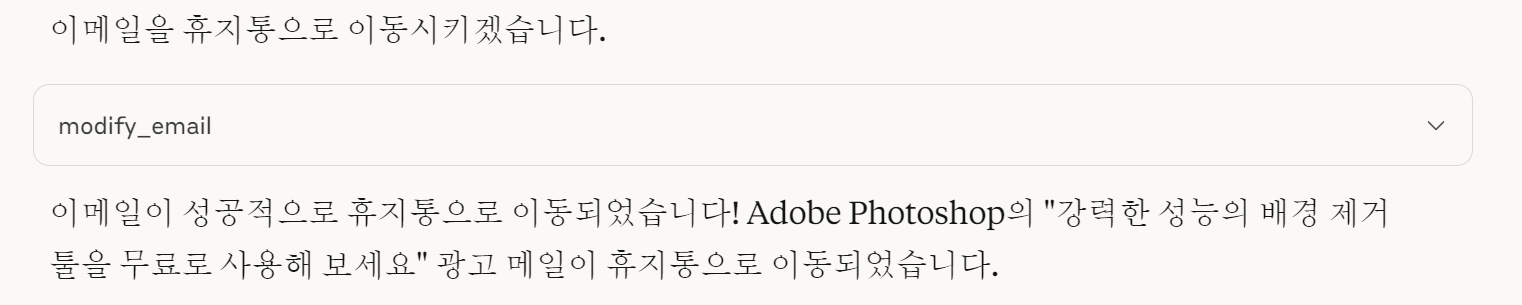 이메일을 휴지통으로 이동시키겠습니다.
modify_email
이메일이 성공적으로 휴지통으로 이동되었습니다! Adobe Photoshop의 "강력한 성능의 배경 제거
툴을 무료로 사용해 보세요" 광고 메일이 휴지통으로 이동되었습니다.